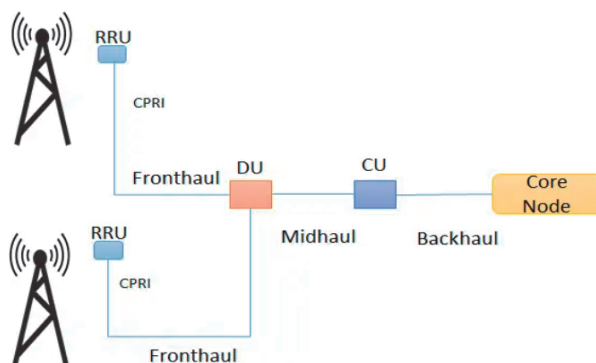 RRU
CPRI
Fronthaul
DU
CU
Core
Node
Midhaul
Backhaul
RRU
CPRI
Fronthaul